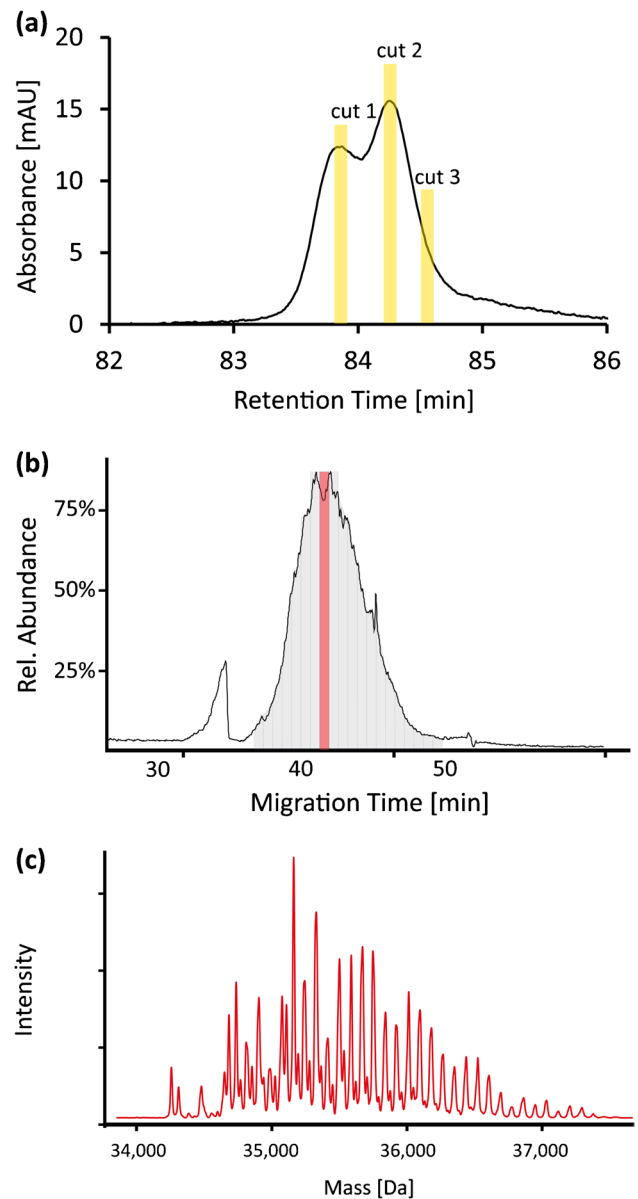 (a)
20
15
10
5
0
Absorbance [mAU]
cut 1
cut 2
cut 3
82 83 84 85 86
Retention Time [min]
(b)
75%
50%
25%
Rel. Abundance
30 40 50
Migration Time [min]
(c)
Intensity
34,000 35,000 36,000 37,000
Mass [Da]